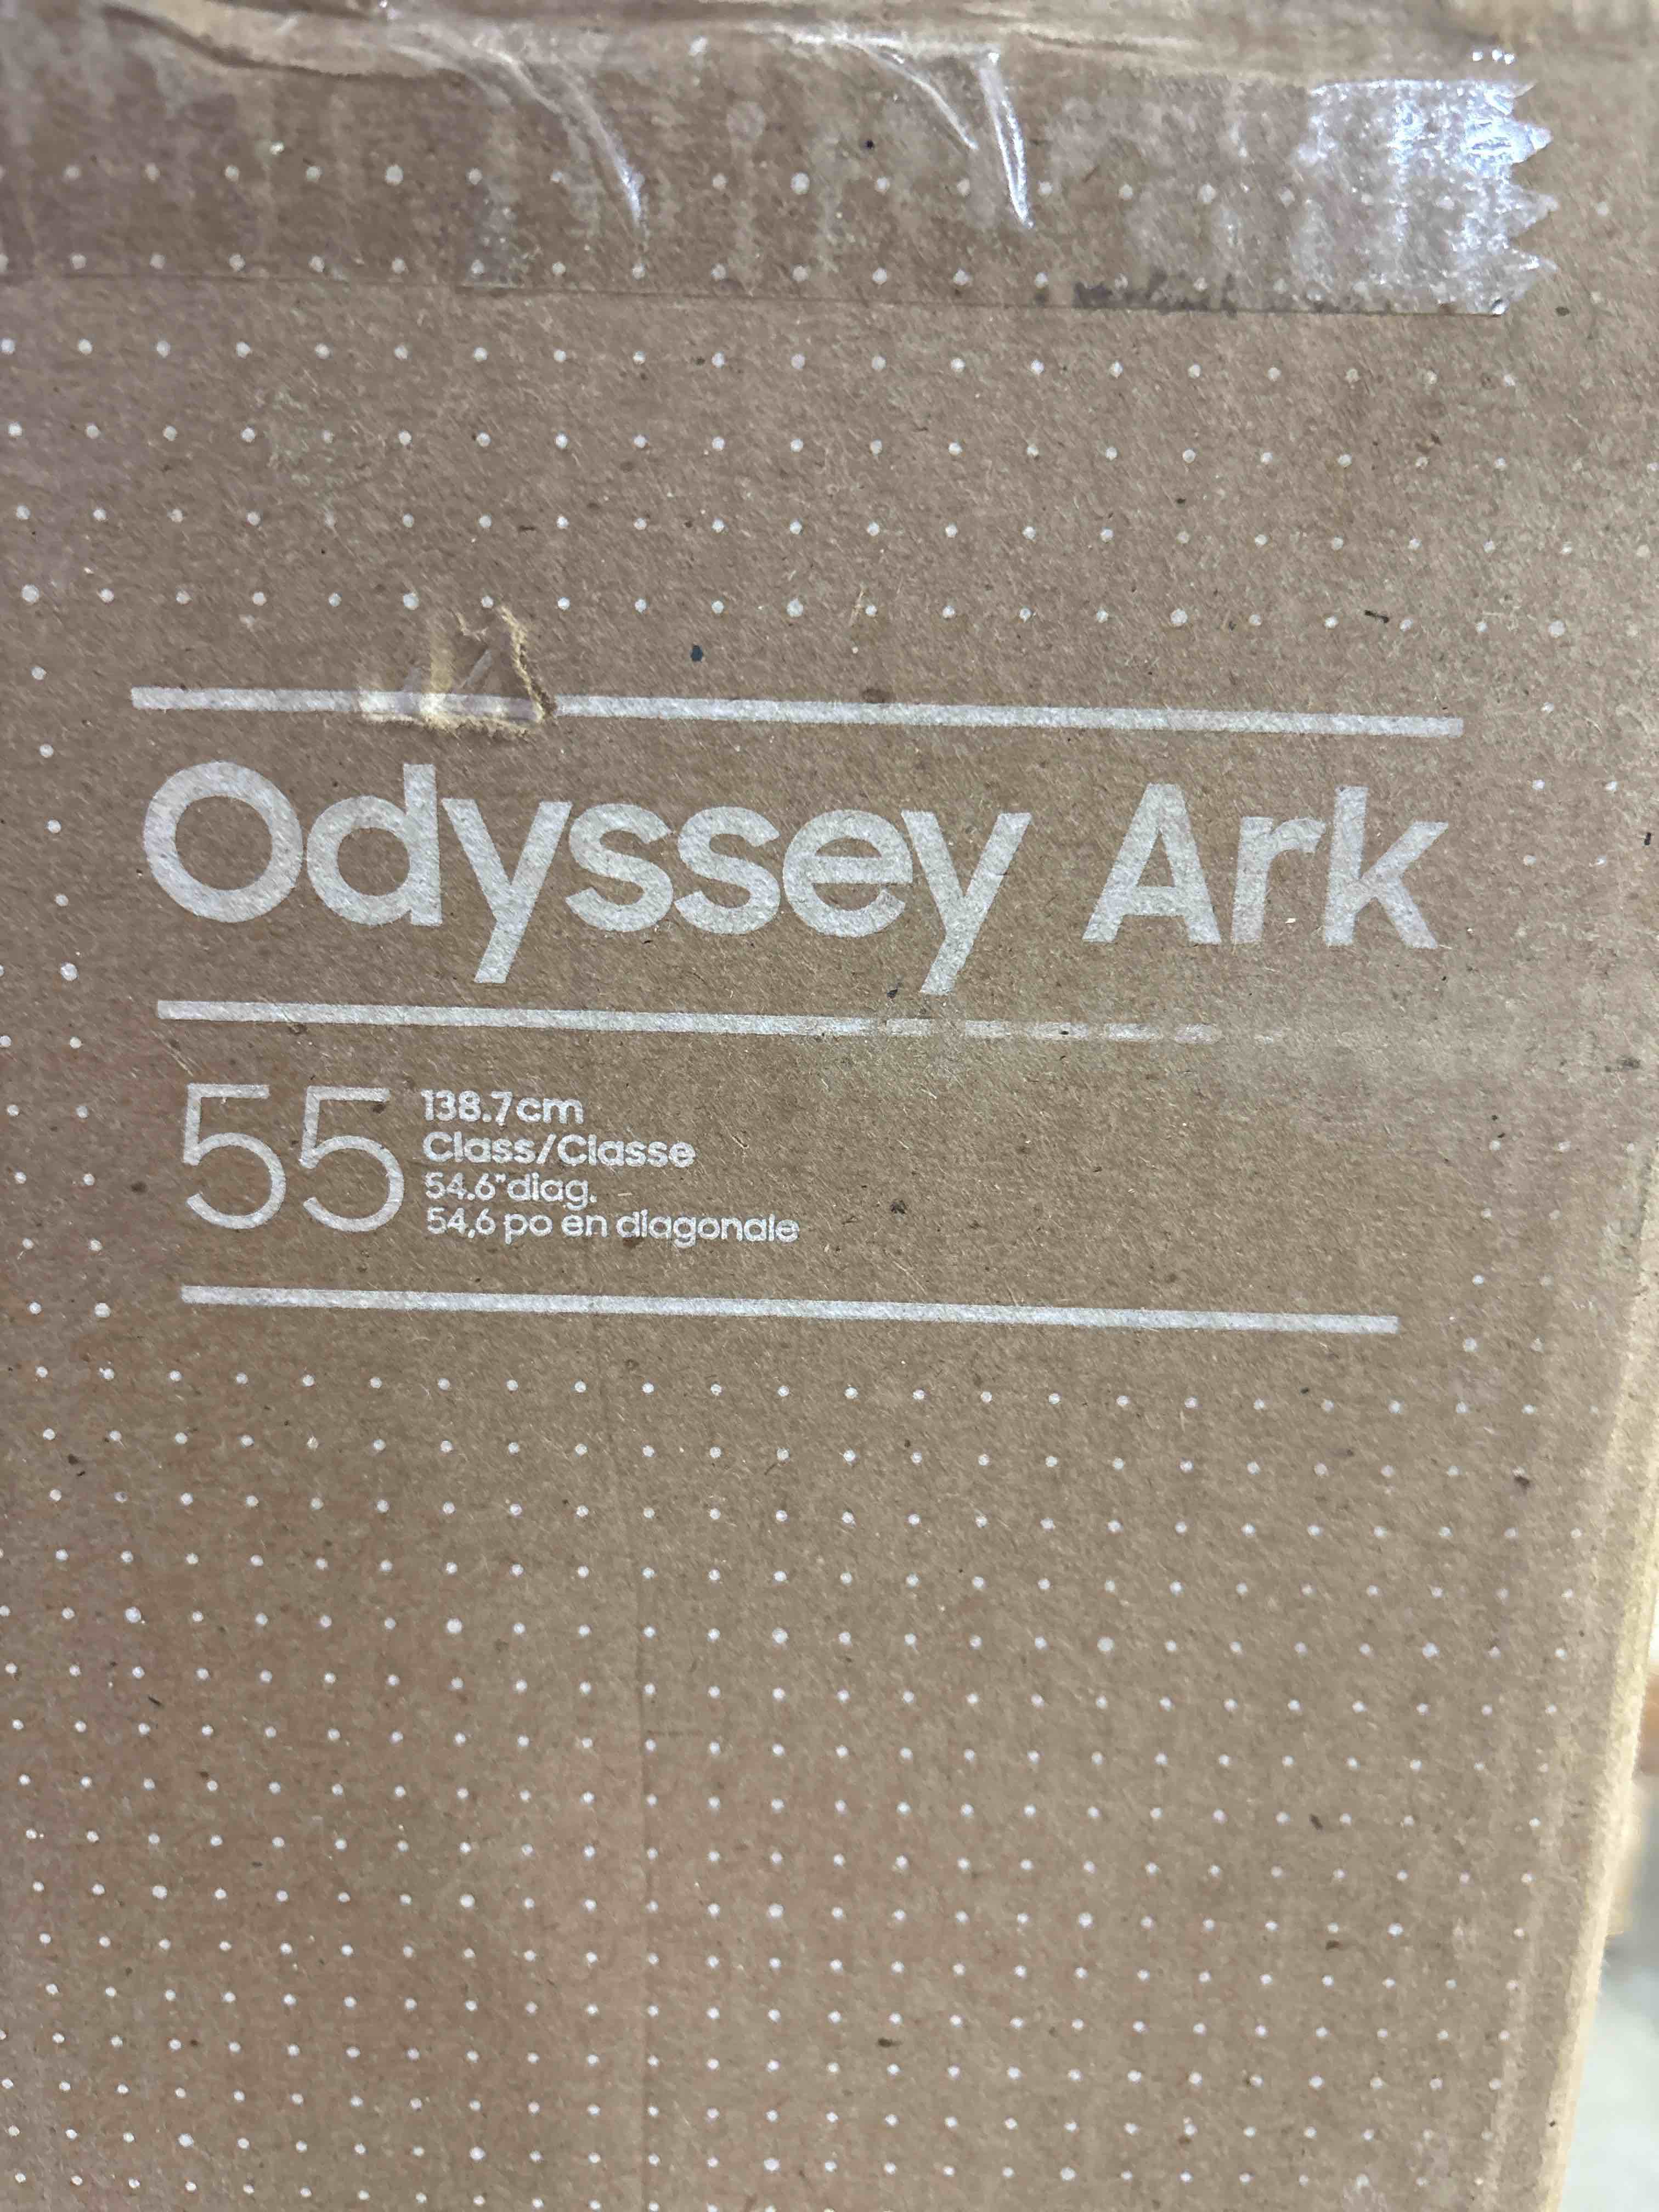 Odyssey Ark
55
138.7cm
Class/Classe
54.6"diag.
54,6 po en diagonale